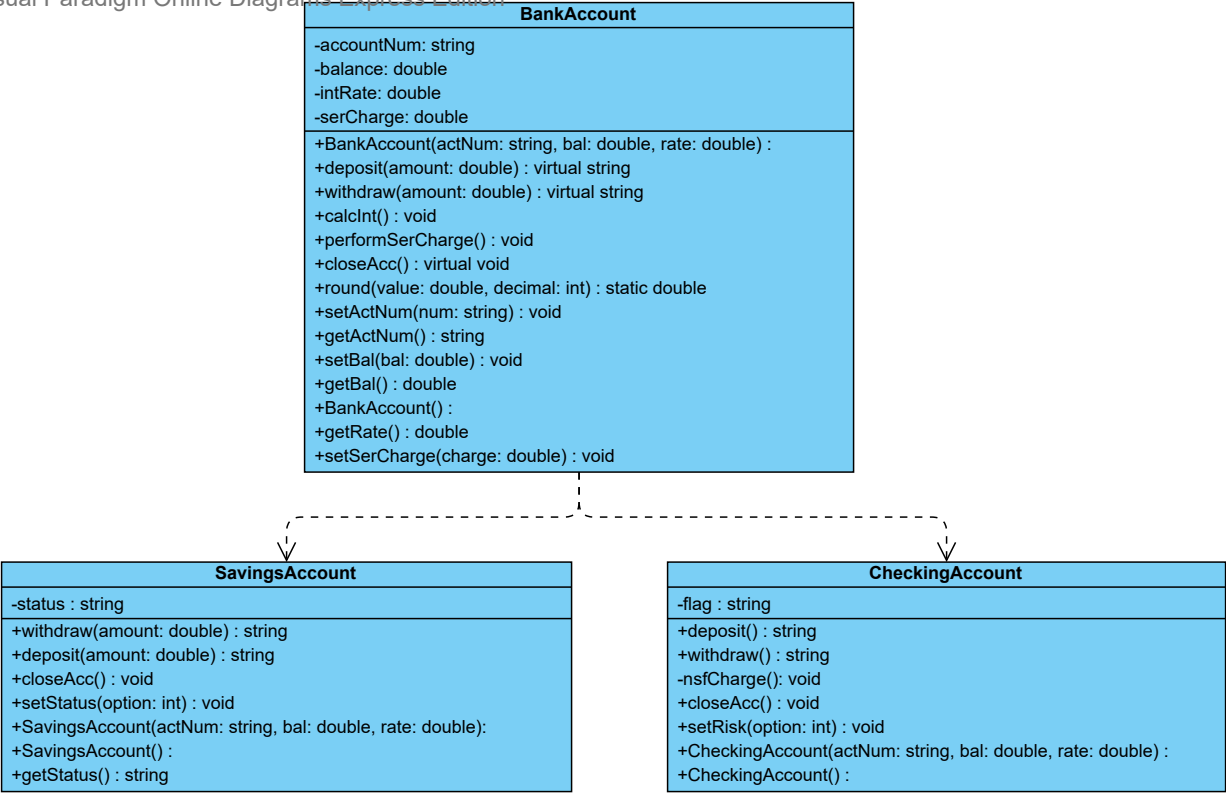 Paradigm Online Diagrams Express Edition
BankAccount
-accountNum: string
-balance: double
-intRate: double
-serCharge: double
+BankAccount(actNum: string, bal: double, rate: double) :
+deposit(amount: double) : virtual string
+withdraw(amount: double) : virtual string
+calcInt() : void
+performSerCharge() : void
+closeAcc() : virtual void
+round(value: double, decimal: int) : static double
+setActNum(num: string) : void
+getActNum() : string
+setBal(bal: double) : void
+getBal() : double
+BankAccount() :
+getRate() : double
+setSerCharge(charge: double) : void
SavingsAccount
-status : string
+withdraw(amount: double) : string
+deposit(amount: double) : string
+closeAcc() : void
+setStatus(option: int) : void
+SavingsAccount(actNum: string, bal: double, rate: double):
+SavingsAccount() :
+getStatus() : string
CheckingAccount
-flag : string
+deposit() : string
+withdraw() : string
-nsfCharge(): void
+closeAcc() : void
+setRisk(option: int) : void
+CheckingAccount(actNum: string, bal: double, rate: double) :
+CheckingAccount() :